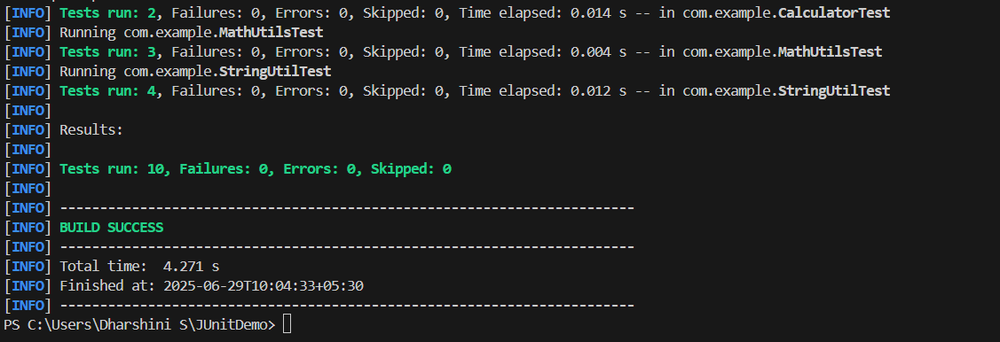 [INFO] Tests run: 2, Failures: 0, Errors: 0, Skipped: 0, Time elapsed: 0.014 s -- in com.example.CalculatorTest
[INFO] Running com.example.MathUtilsTest
[INFO] Tests run: 3, Failures: 0, Errors: 0, Skipped: 0, Time elapsed: 0.004 s -- in com.example.MathUtilsTest
[INFO] Running com.example.StringUtilTest
[INFO] Tests run: 4, Failures: 0, Errors: 0, Skipped: 0, Time elapsed: 0.012 s -- in com.example.StringUtilTest
[INFO]
[INFO] Results:
[INFO]
[INFO] Tests run: 10, Failures: 0, Errors: 0, Skipped: 0
[INFO]
[INFO] ------------------------------------------------------------------------
[INFO] BUILD SUCCESS
[INFO] ------------------------------------------------------------------------
[INFO] Total time:  4.271 s
[INFO] Finished at: 2025-06-29T10:04:33+05:30
[INFO] ------------------------------------------------------------------------
PS C:\Users\Dharshini S\JUnitDemo>